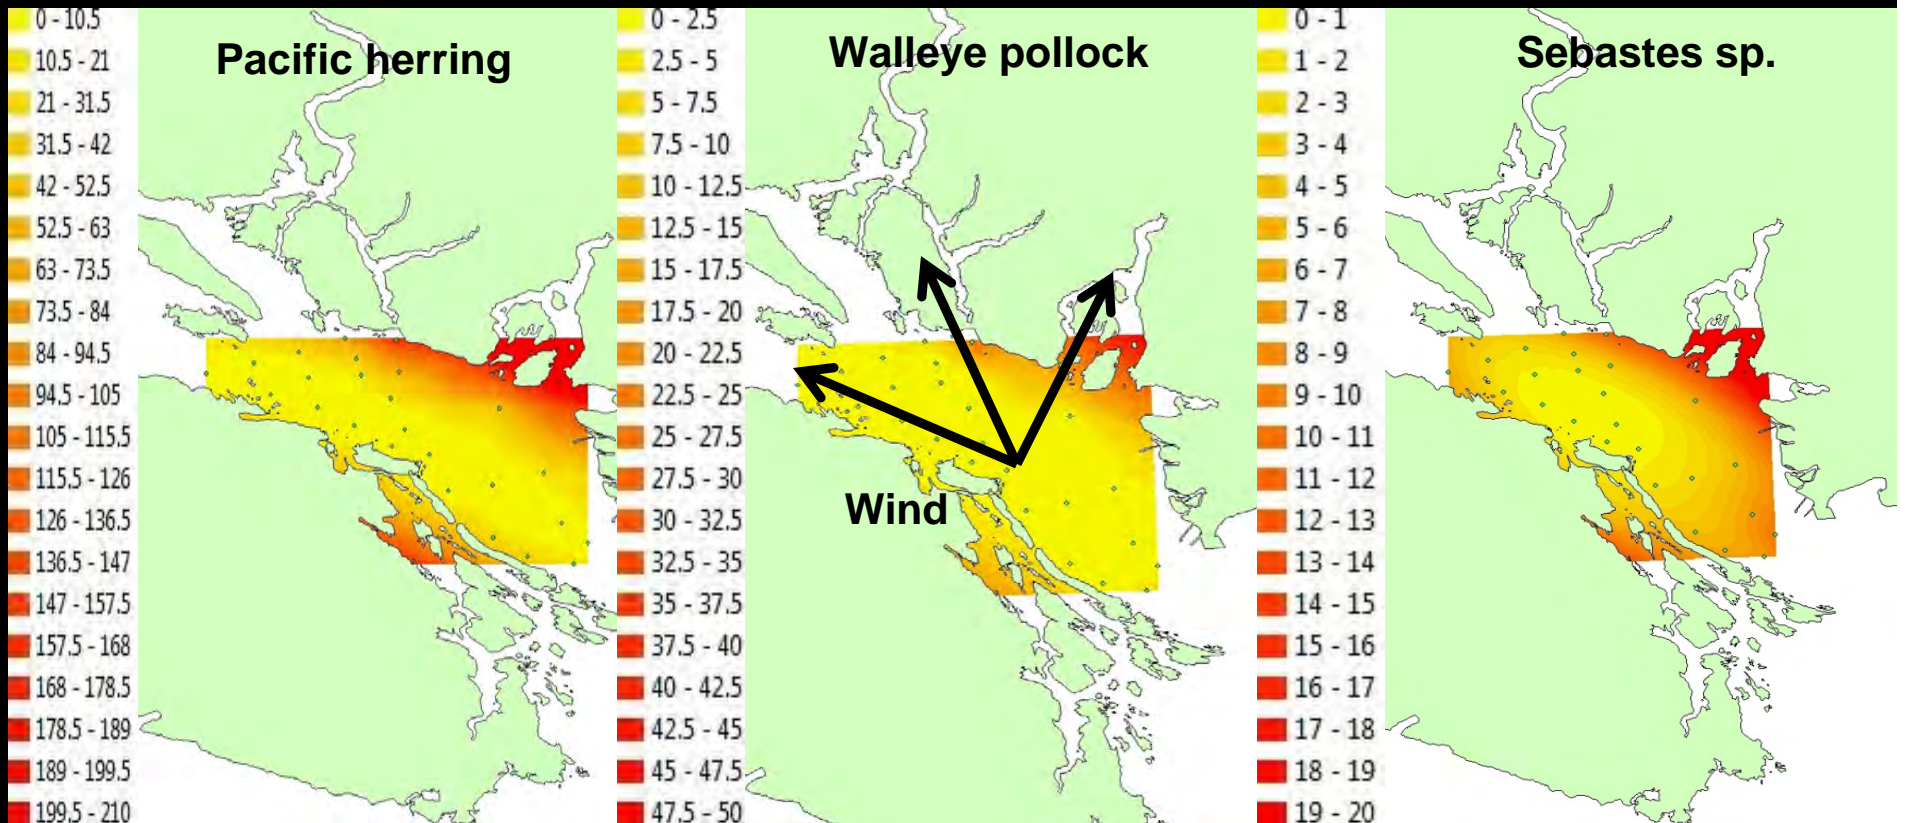 Pacific herring
0 - 10.5
10.5 - 21
21 - 31.5
31.5 - 42
42 - 52.5
52.5 - 63
63 - 73.5
73.5 - 84
84 - 94.5
94.5 - 105
105 - 115.5
115.5 - 126
126 - 136.5
136.5 - 147
147 - 157.5
157.5 - 168
168 - 178.5
178.5 - 189
189 - 199.5
199.5 - 210
Walleye pollock
0 - 2.5
2.5 - 5
5 - 7.5
7.5 - 10
10 - 12.5
12.5 - 15
15 - 17.5
17.5 - 20
20 - 22.5
22.5 - 25
25 - 27.5
27.5 - 30
30 - 32.5
32.5 - 35
35 - 37.5
37.5 - 40
40 - 42.5
42.5 - 45
45 - 47.5
47.5 - 50
Wind
Sebastes sp.
0 - 1
1 - 2
2 - 3
3 - 4
4 - 5
5 - 6
6 - 7
7 - 8
8 - 9
9 - 10
10 - 11
11 - 12
12 - 13
13 - 14
14 - 15
15 - 16
16 - 17
17 - 18
18 - 19
19 - 20